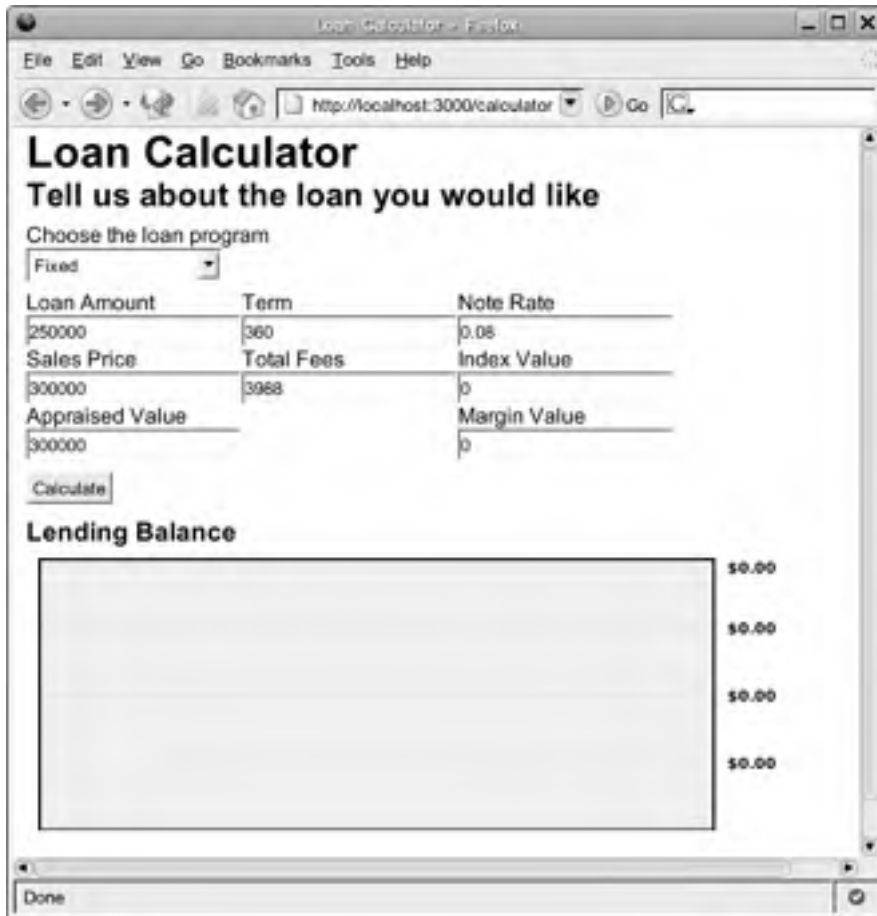 Loan Calculator - Firefox
File Edit View Go Bookmarks Tools Help
http://localhost:3000/calculator Go
Loan Calculator
Tell us about the loan you would like
Choose the loan program
Fixed
Loan Amount Term Note Rate
250000 360 0.08
Sales Price Total Fees Index Value
300000 3968 0
Appraised Value Margin Value
300000 0
Calculate
Lending Balance
$0.00
$0.00
$0.00
$0.00
Done